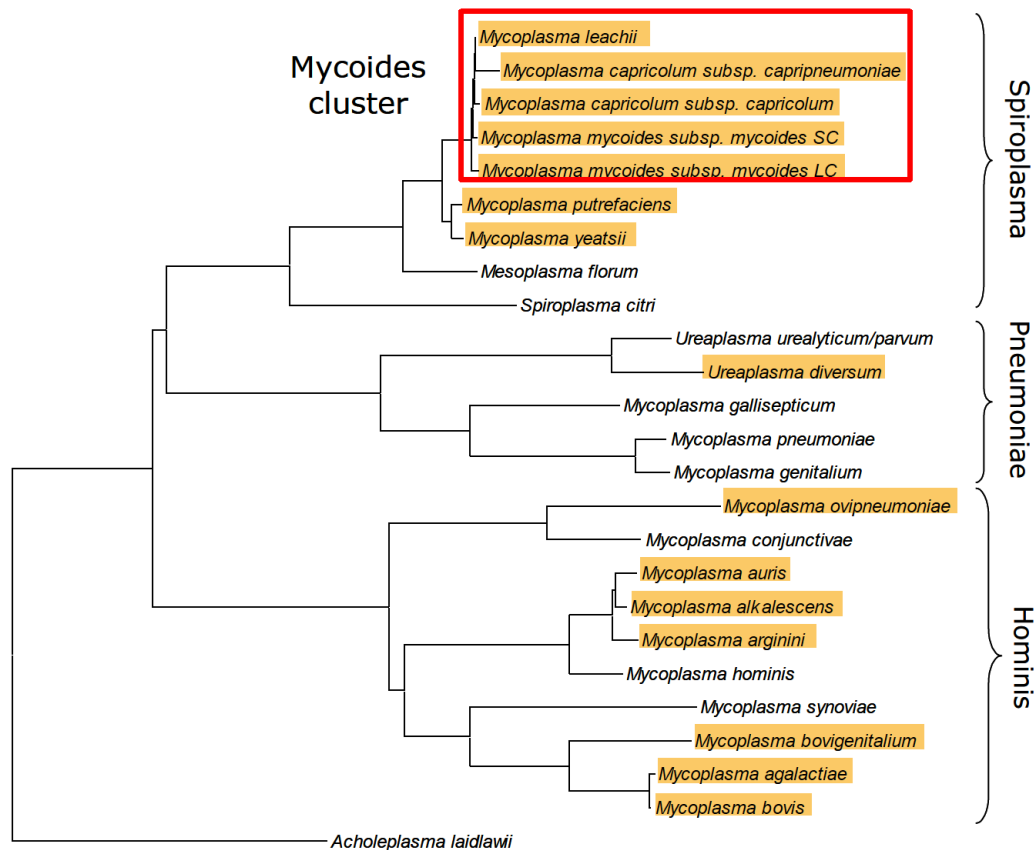 Mycoides
cluster
Mycoplasma leachii
Mycoplasma capricolum subsp. capripneumoniae
Mycoplasma capricolum subsp. capricolum
Mycoplasma mycoides subsp. mycoides SC
Mycoplasma mycoides subsp. mycoides LC
Mycoplasma putrefaciens
Mycoplasma yeatsii
Mesoplasma florum
Spiroplasma citri
Spiroplasma
Ureaplasma urealyticum/parvum
Ureaplasma diversum
Mycoplasma gallisepticum
Mycoplasma pneumoniae
Mycoplasma genitalium
Pneumoniae
Mycoplasma ovipneumoniae
Mycoplasma conjunctivae
Mycoplasma auris
Mycoplasma alkalescens
Mycoplasma arginini
Mycoplasma hominis
Mycoplasma synoviae
Mycoplasma bovigenitalium
Mycoplasma agalactiae
Mycoplasma bovis
Hominis
Acholeplasma laidlawii